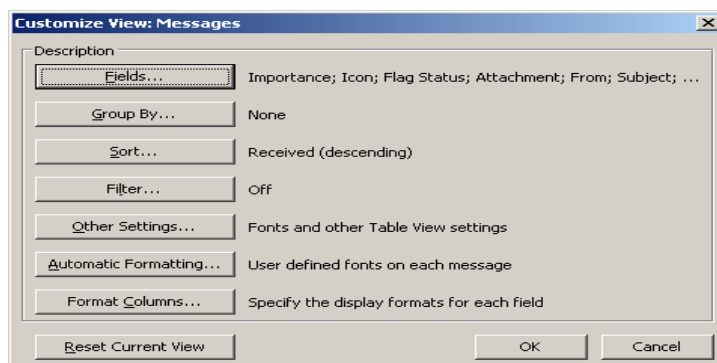 Customize View: Messages
Description
Fields... Importance; Icon; Flag Status; Attachment; From; Subject; ...
Group By... None
Sort... Received (descending)
Filter... Off
Other Settings... Fonts and other Table View settings
Automatic Formatting... User defined fonts on each message
Format Columns... Specify the display formats for each field
Reset Current View OK Cancel